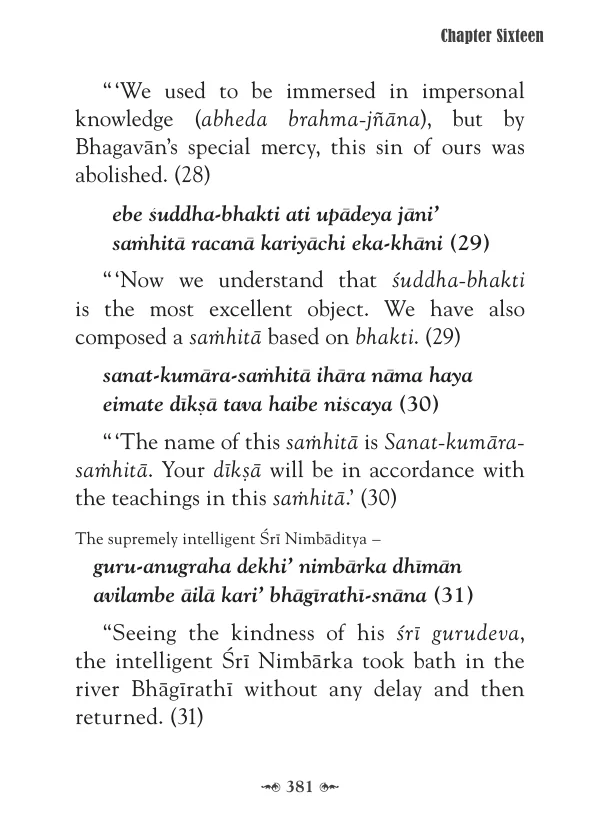 Chapter Sixteen
“ ‘We used to be immersed in impersonal
knowledge (abheda brahma-jñāna), but by
Bhagavān’s special mercy, this sin of ours was
abolished. (28)
ebe śuddha-bhakti ati upādeya jāni’
saṁhitā racanā kariyāchi eka-khāni (29)
“ ‘Now we understand that śuddha-bhakti
is the most excellent object. We have also
composed a saṁhitā based on bhakti. (29)
sanat-kumāra-saṁhitā ihāra nāma haya
eimate dīkṣā tava haibe niścaya (30)
“ ‘The name of this saṁhitā is Sanat-kumāra-
saṁhitā. Your dīkṣā will be in accordance with
the teachings in this saṁhitā.’ (30)
The supremely intelligent Śrī Nimbāditya –
guru-anugraha dekhi’ nimbārka dhīmān
avilambe āilā kari’ bhāgīrathī-snāna (31)
“Seeing the kindness of his śrī gurudeva,
the intelligent Śrī Nimbārka took bath in the
river Bhāgīrathī without any delay and then
returned. (31)
381